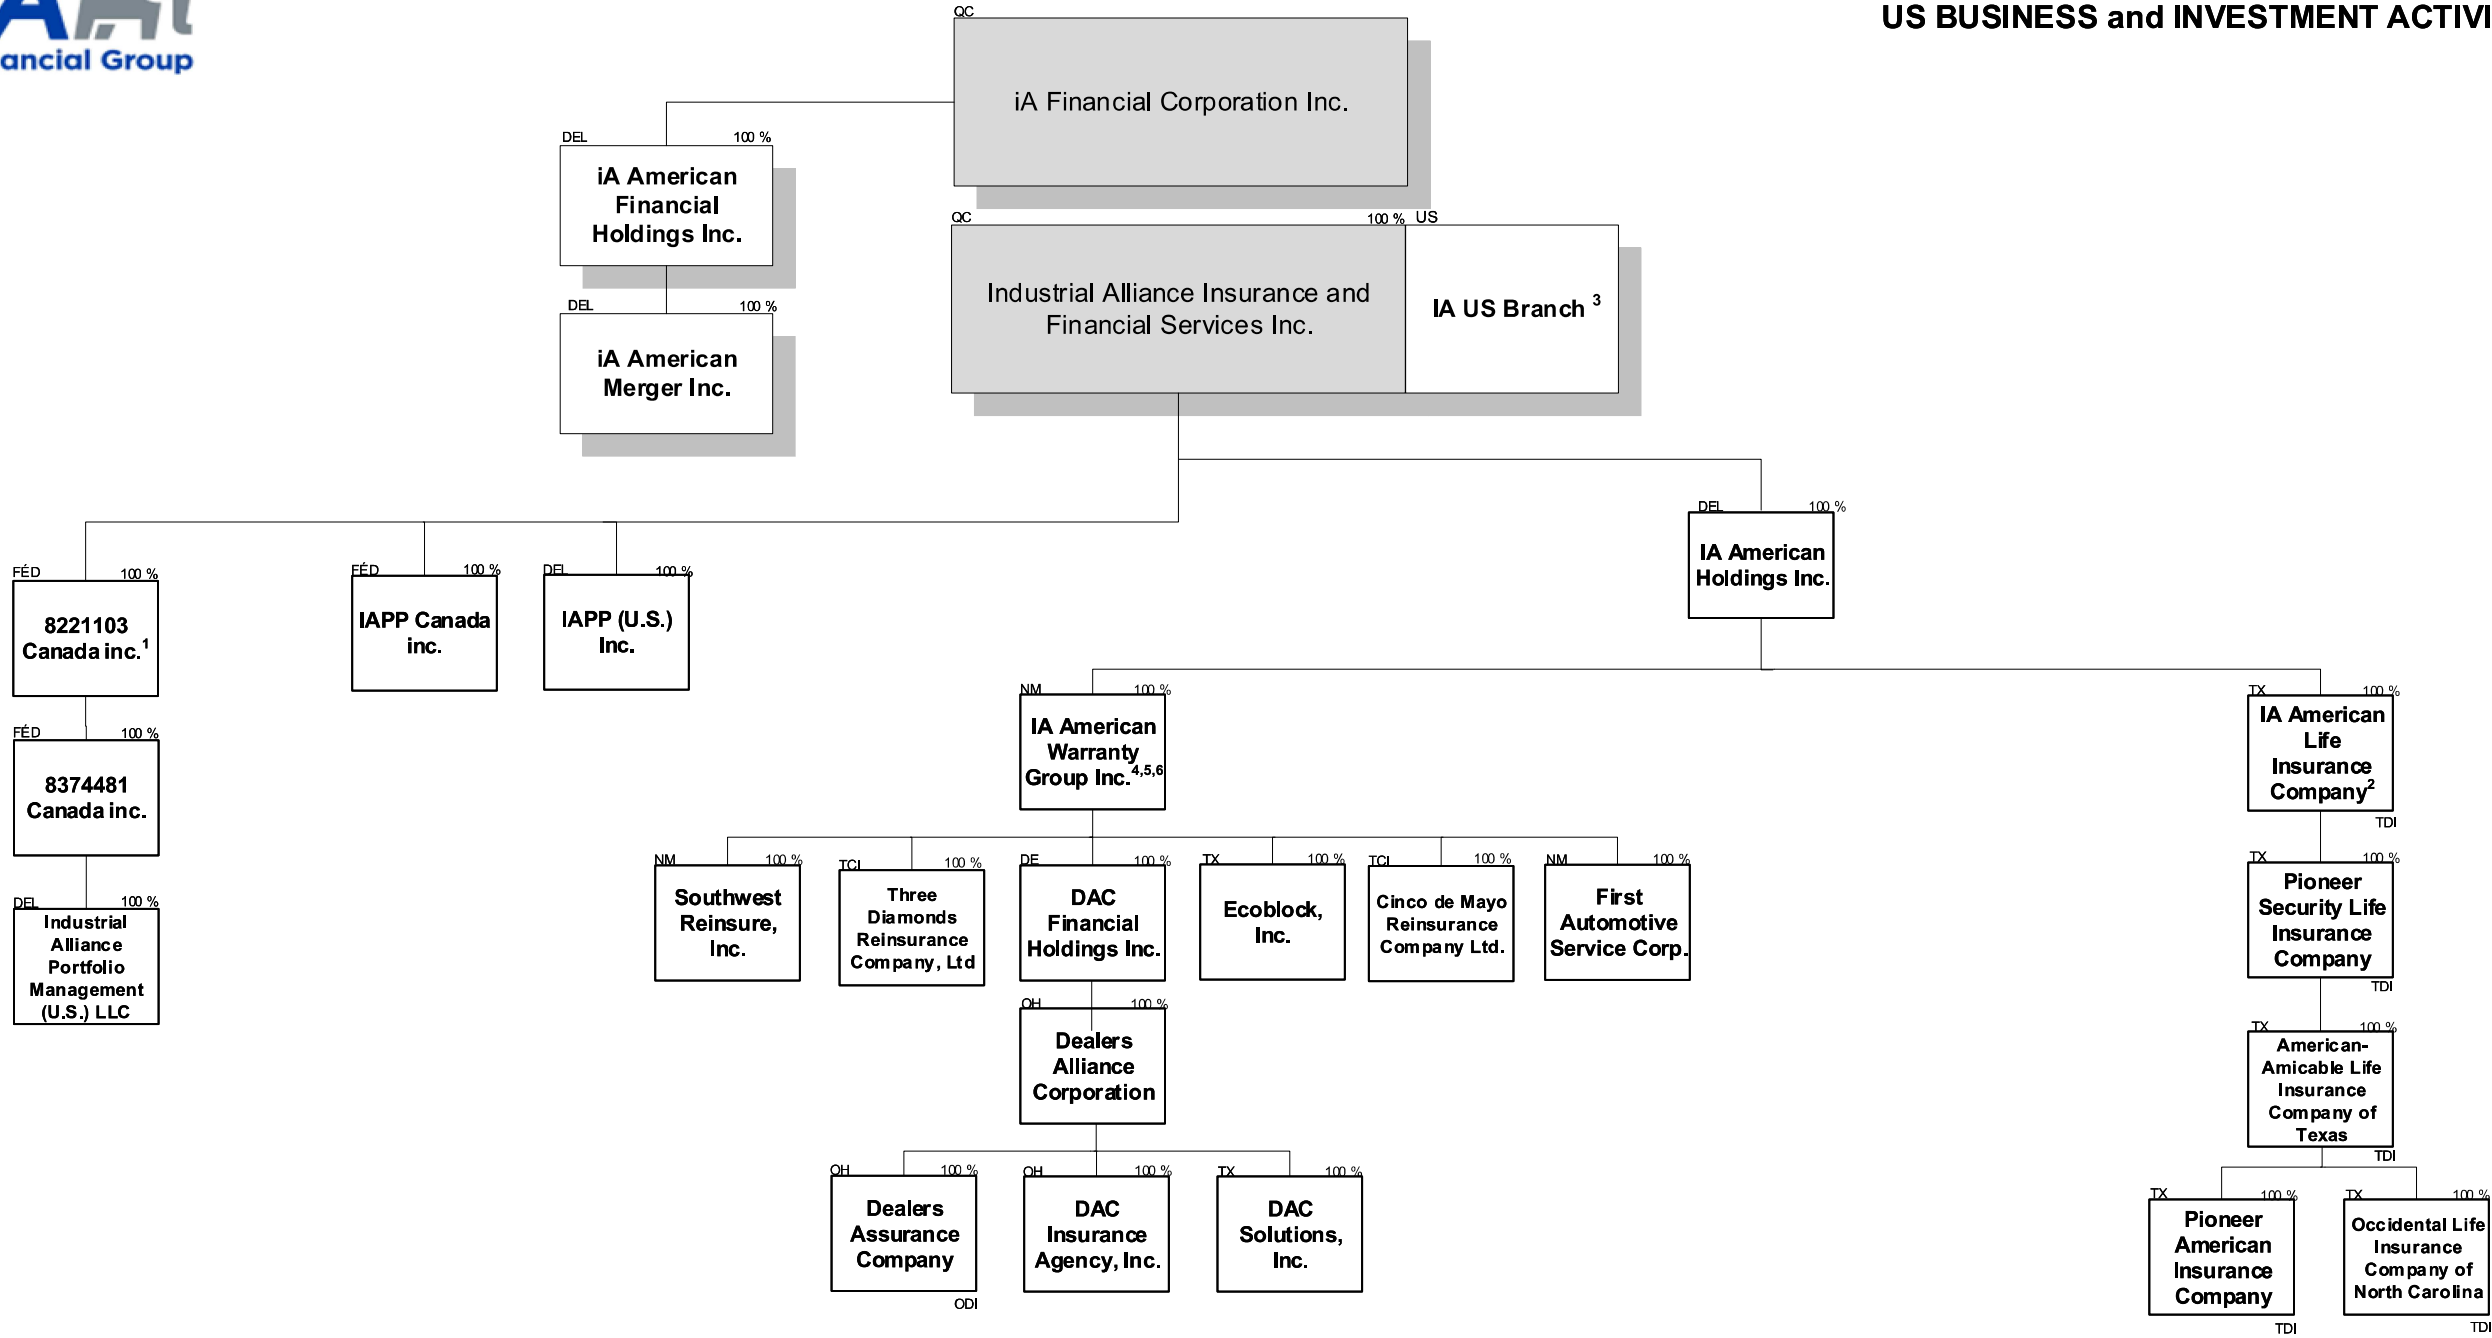 ancial Group
US BUSINESS and INVESTMENT ACTIVI
QC
iA Financial Corporation Inc.
DEL 100 %
iA American
Financial
Holdings Inc.
QC 100 % US
Industrial Alliance Insurance and
Financial Services Inc.
IA US Branch 3
DEL 100 %
iA American
Merger Inc.
DEL 100 %
IA American
Holdings Inc.
FÉD 100 %
8221103
Canada inc.1
FÉD 100 %
IAPP Canada
inc.
DEL 100 %
IAPP (U.S.)
Inc.
FÉD 100 %
8374481
Canada inc.
DEL 100 %
Industrial
Alliance
Portfolio
Management
(U.S.) LLC
NM 100 %
IA American
Warranty
Group Inc.4,5,6
TX 100 %
IA American
Life
Insurance
Company2
TDI
NM 100 %
Southwest
Reinsure,
Inc.
TCI 100 %
Three
Diamonds
Reinsurance
Company, Ltd
DE 100 %
DAC
Financial
Holdings Inc.
TX 100 %
Ecoblock,
Inc.
TCI 100 %
Cinco de Mayo
Reinsurance
Company Ltd.
NM 100 %
First
Automotive
Service Corp.
TX 100 %
Pioneer
Security Life
Insurance
Company
TDI
OH 100 %
Dealers
Alliance
Corporation
TX 100 %
American-
Amicable Life
Insurance
Company of
Texas
TDI
OH 100 %
Dealers
Assurance
Company
ODI
OH 100 %
DAC
Insurance
Agency, Inc.
TX 100 %
DAC
Solutions,
Inc.
TX 100 %
Pioneer
American
Insurance
Company
TDI
TX 100 %
Occidental Life
Insurance
Company of
North Carolina
TDI